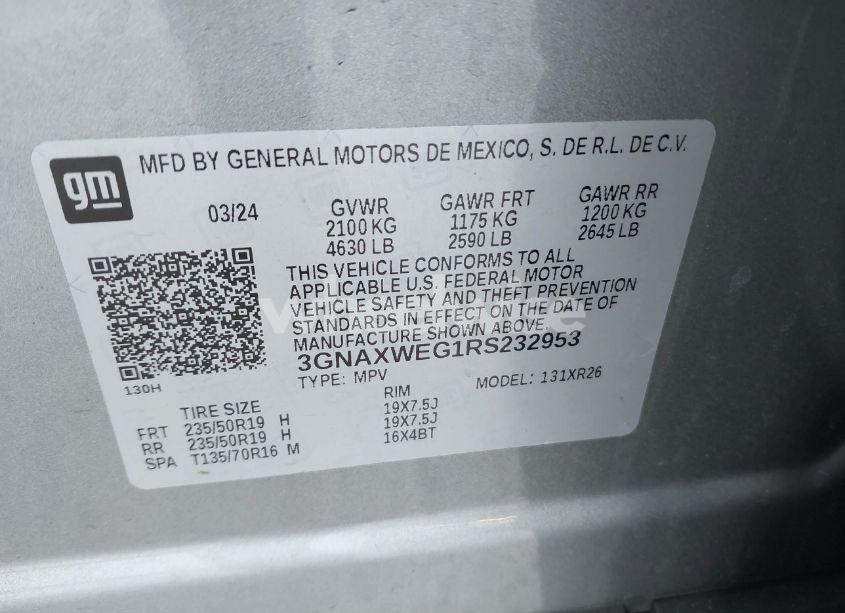 gm
MFD BY GENERAL MOTORS DE MEXICO, S. DE R.L. DE C.V.
03/24 GVWR GAWR FRT GAWR RR
2100 KG 1175 KG 1200 KG
4630 LB 2590 LB 2645 LB
THIS VEHICLE CONFORMS TO ALL
APPLICABLE U.S. FEDERAL MOTOR
VEHICLE SAFETY AND THEFT PREVENTION
STANDARDS IN EFFECT ON THE DATE OF
MANUFACTURE SHOWN ABOVE.
3GNAXWEG1RS232953
TYPE: MPV MODEL: 131XR26
130H
TIRE SIZE RIM
FRT 235/50R19 H 19X7.5J
RR 235/50R19 H 19X7.5J
SPA T135/70R16 M 16X4BT